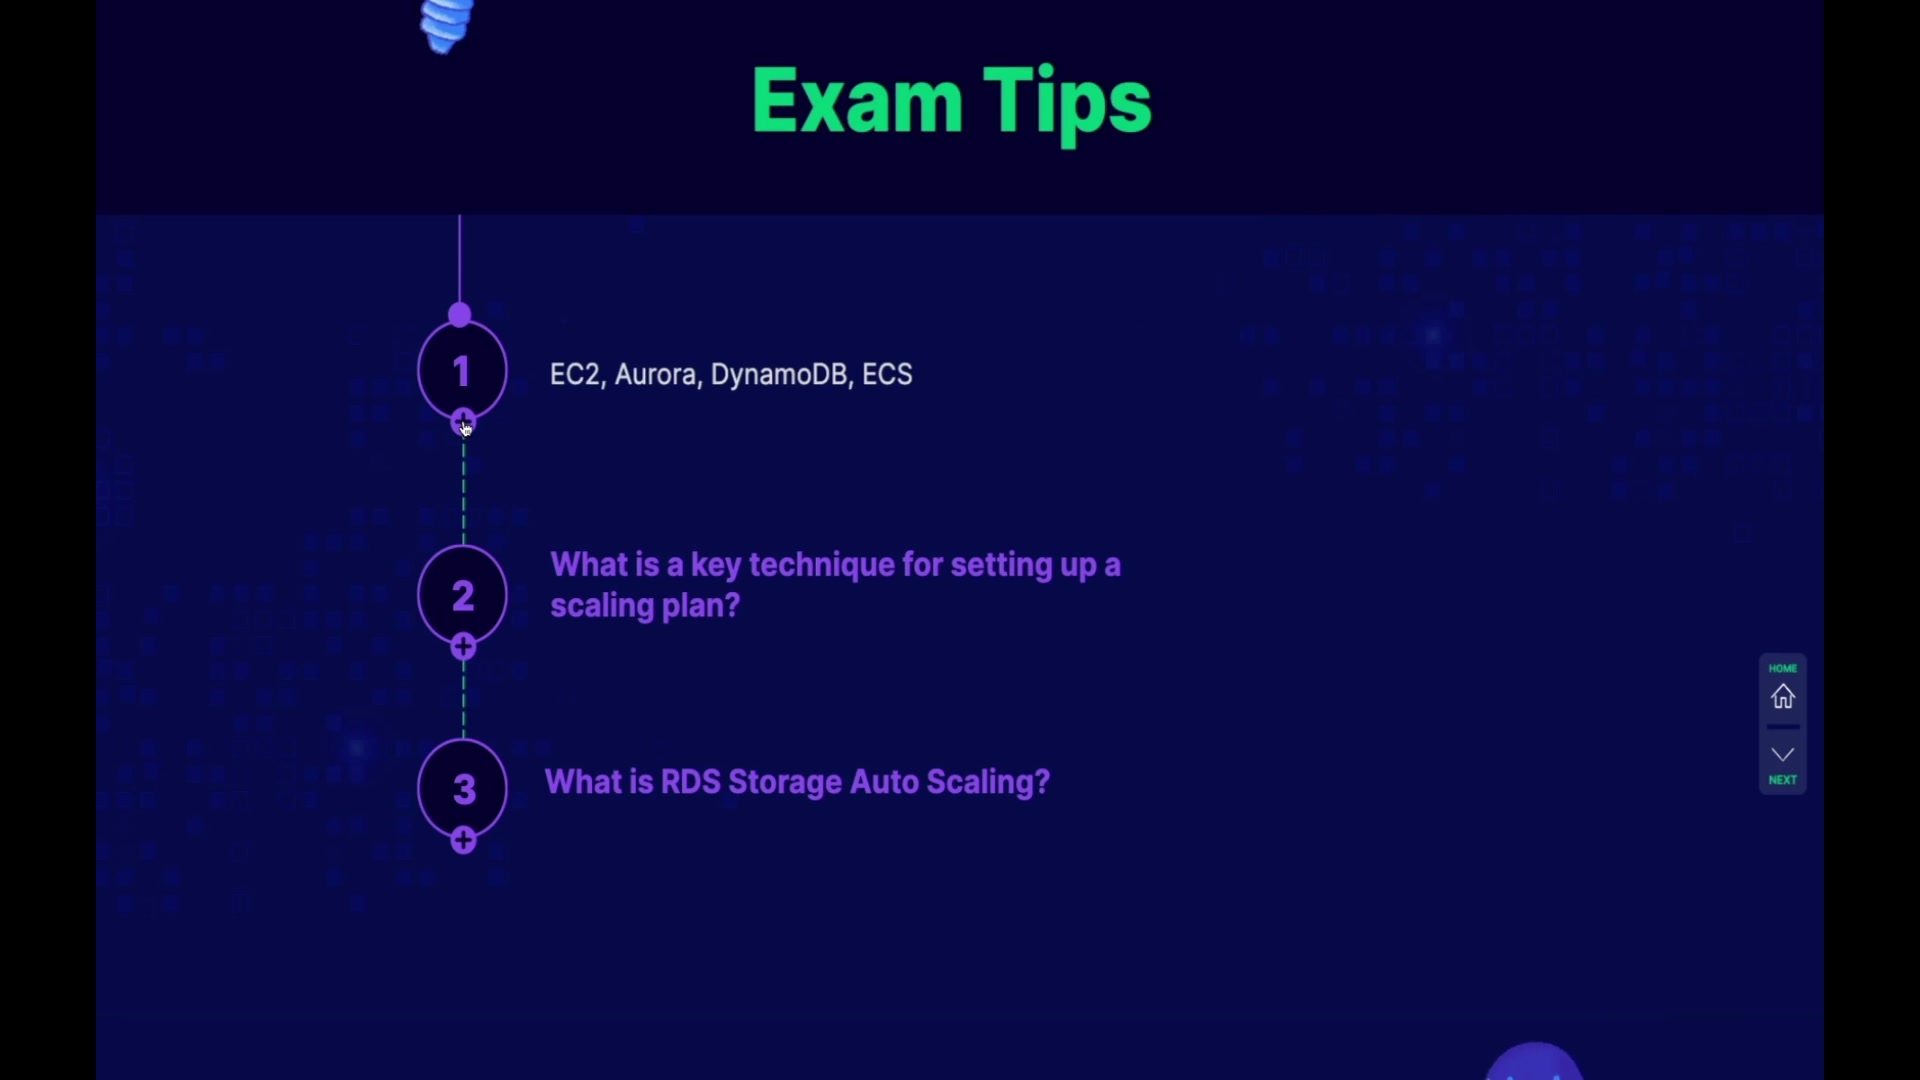 Exam Tips
1
EC2, Aurora, DynamoDB, ECS
2
What is a key technique for setting up a
scaling plan?
3
What is RDS Storage Auto Scaling?
HOME
NEXT